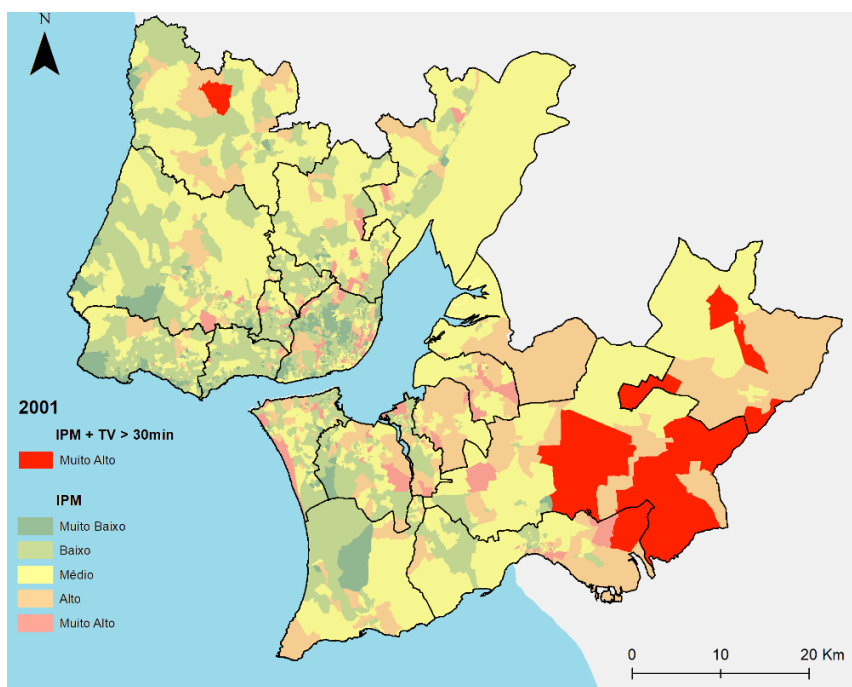 N
2001
IPM + TV > 30min
Muito Alto
IPM
Muito Baixo
Baixo
Médio
Alto
Muito Alto
0 10 20 Km